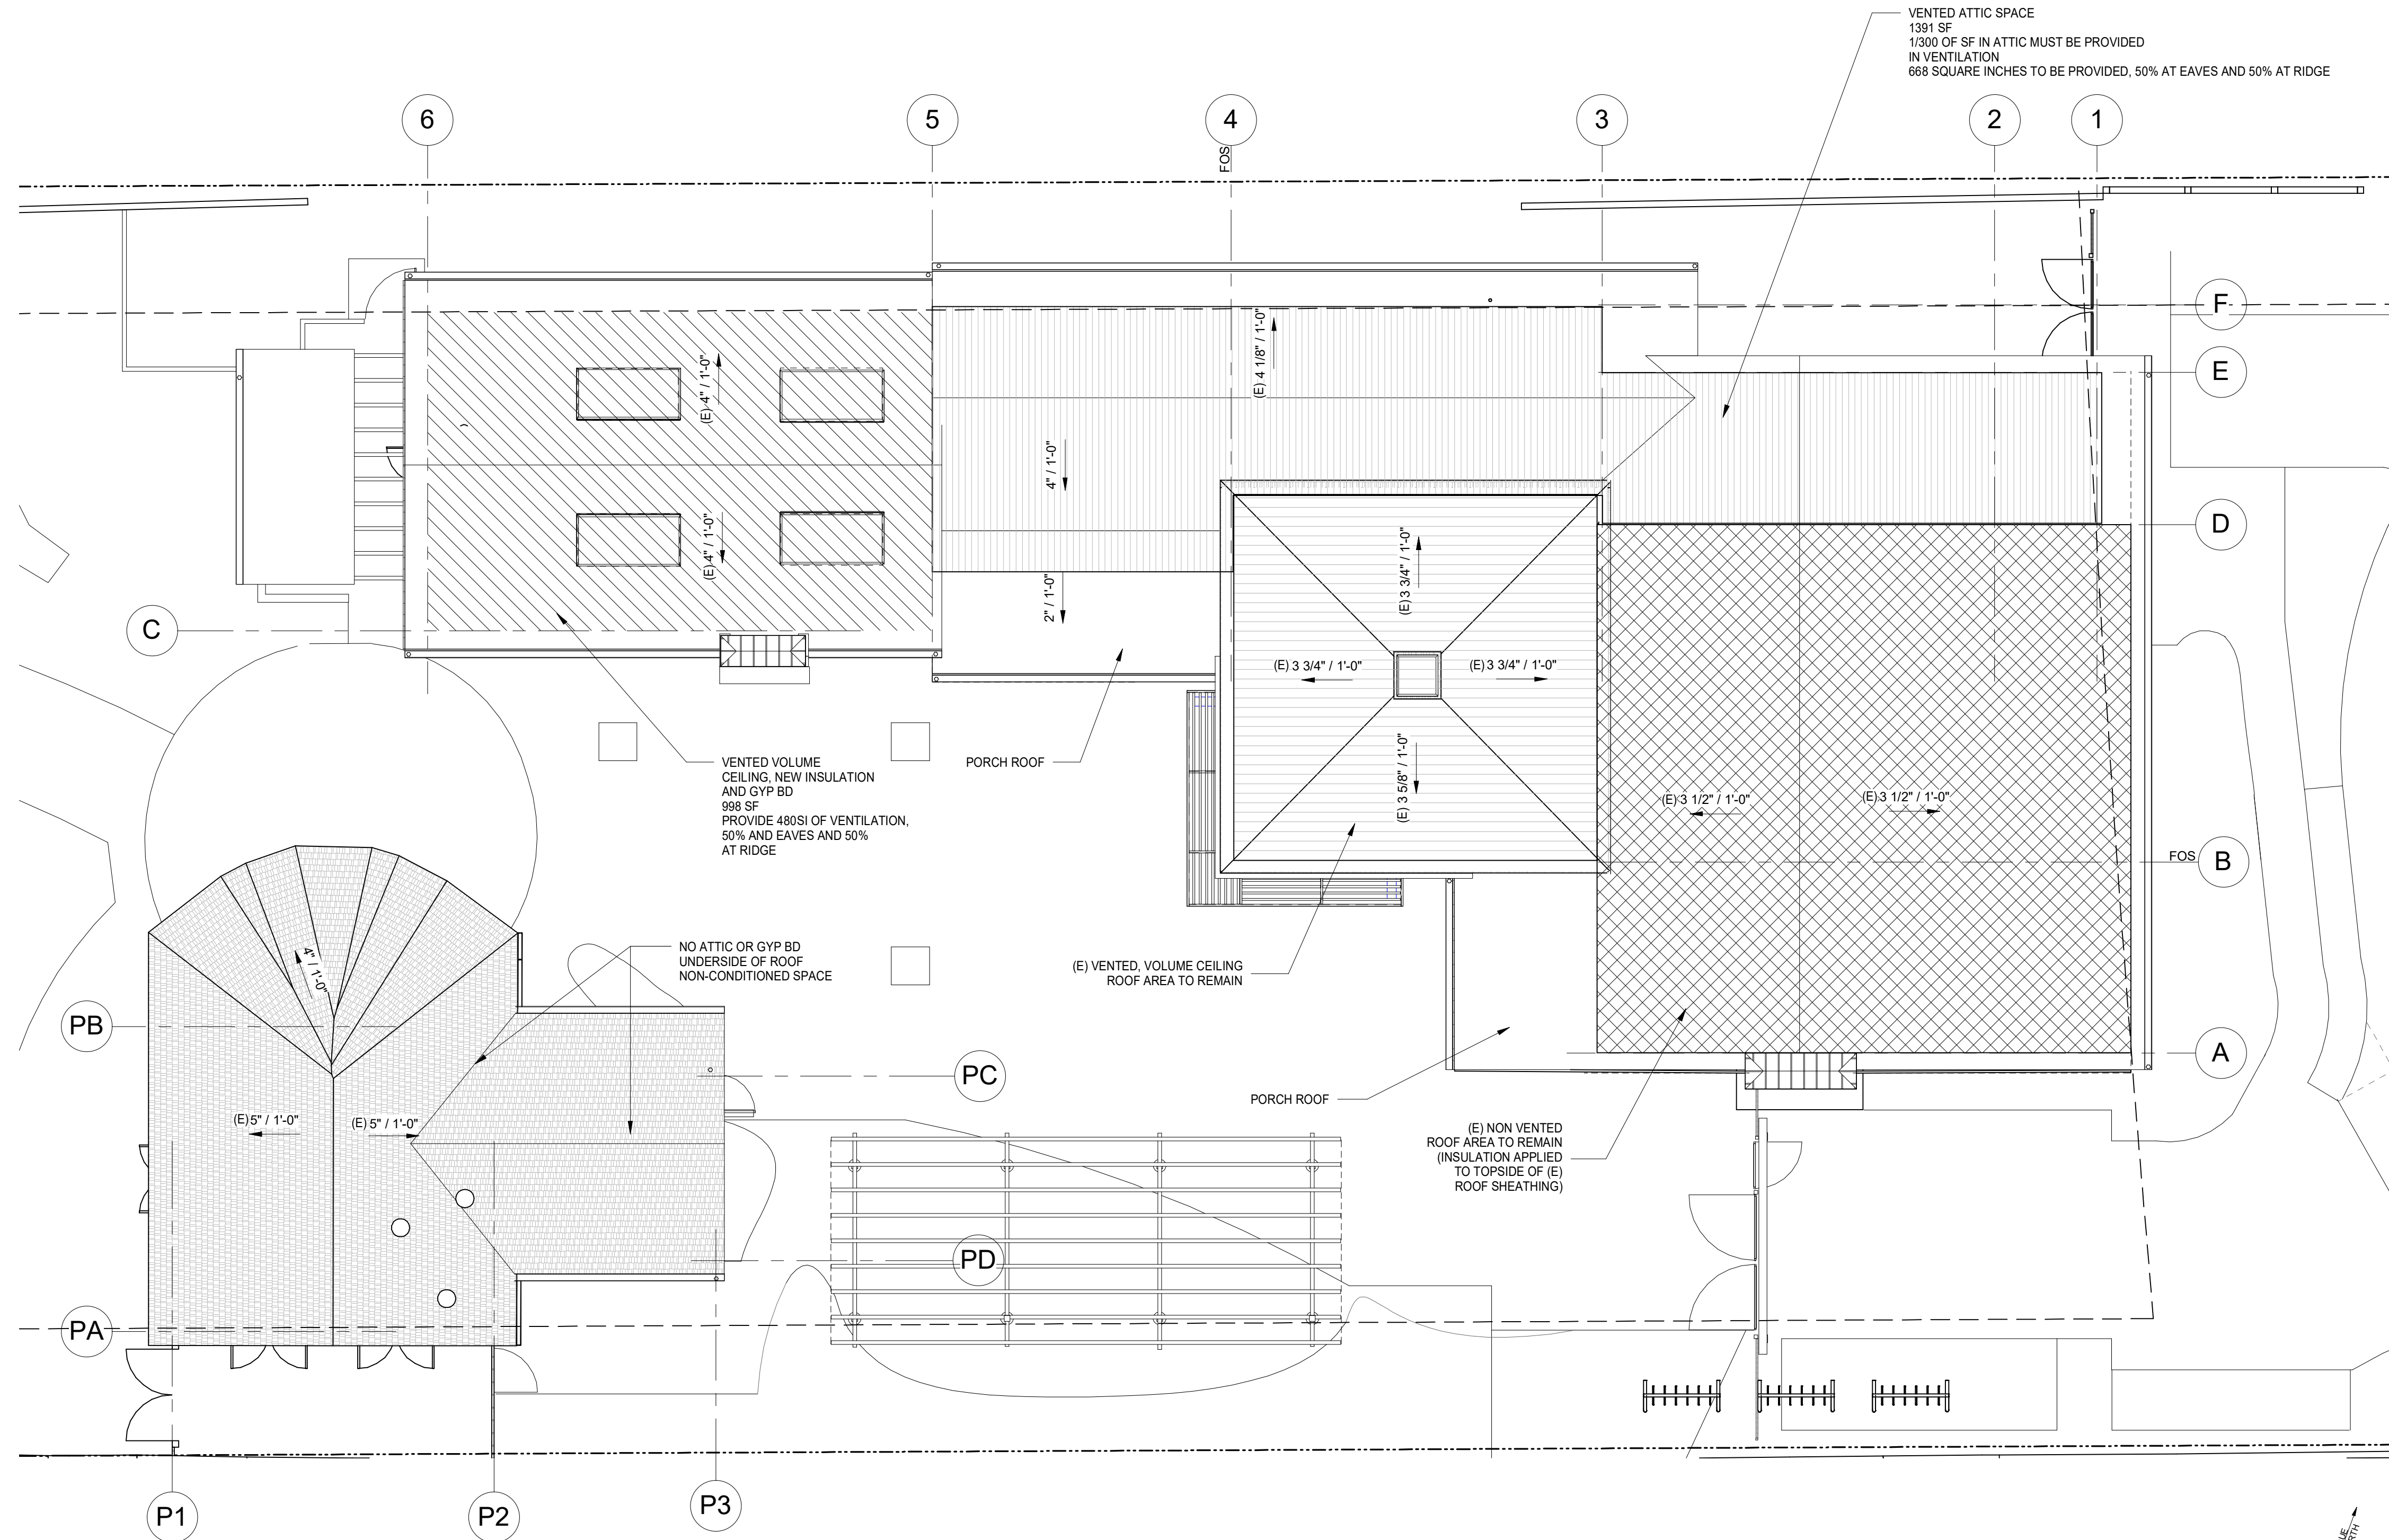 VENTED ATTIC SPACE
1391 SF
1/300 OF SF IN ATTIC MUST BE PROVIDED
IN VENTILATION
668 SQUARE INCHES TO BE PROVIDED, 50% AT EAVES AND 50% AT RIDGE
6
5
4
3
2
1
FOS
F
E
D
C
(E) 4" / 1'-0"
(E) 4 1/8" / 1'-0"
4" / 1'-0"
(E) 4" / 1'-0"
2" / 1'-0"
(E) 3 3/4" / 1'-0"
(E) 3 3/4" / 1'-0"
(E) 3 3/4" / 1'-0"
(E) 3 5/8" / 1'-0"
(E) 3 1/2" / 1'-0"
(E) 3 1/2" / 1'-0"
VENTED VOLUME
CEILING, NEW INSULATION
AND GYP BD
998 SF
PROVIDE 480SI OF VENTILATION,
50% AND EAVES AND 50%
AT RIDGE
PORCH ROOF
FOS
B
NO ATTIC OR GYP BD
UNDERSIDE OF ROOF
NON-CONDITIONED SPACE
(E) VENTED, VOLUME CEILING
ROOF AREA TO REMAIN
4" / 1'-0"
PB
A
PC
PORCH ROOF
(E) 5" / 1'-0"
(E) 5" / 1'-0"
(E) NON VENTED
ROOF AREA TO REMAIN
(INSULATION APPLIED
TO TOPSIDE OF (E)
ROOF SHEATHING)
PD
PA
P1
P2
P3